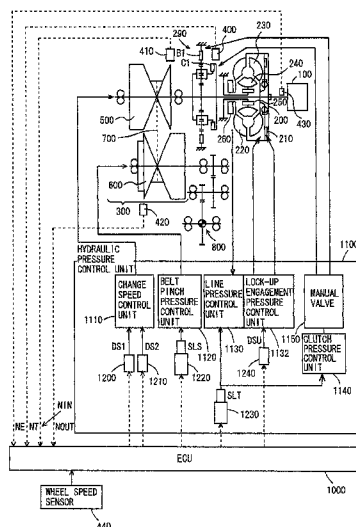 290
400
230
410
B1
240
C1
100
500
700
600
260
200
250
430
210
220
300
420
800
HYDRAULIC PRESSURE CONTROL UNIT
1100
CHANGE SPEED CONTROL UNIT
BELT PINCH PRESSURE CONTROL UNIT
LINE PRESSURE CONTROL UNIT
LOCK-UP ENGAGEMENT PRESSURE CONTROL UNIT
MANUAL VALVE
1110
1120
1130
1132
1150
CLUTCH PRESSURE CONTROL UNIT
1140
NE
NT
NIN
NOUT
DS1
DS2
SLS
DSU
1200
1210
1220
1240
SLT
1230
ECU
1000
WHEEL SPEED SENSOR
440